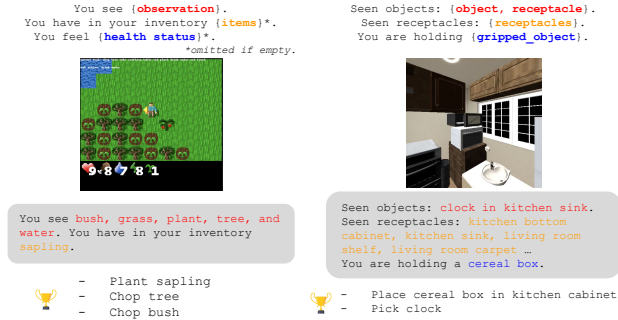 You see {observation}.
You have in your inventory {items}*.
You feel {health status}*.
*omitted if empty.
9 8 7 8 1
You see bush, grass, plant, tree, and
water. You have in your inventory
sapling.
- Plant sapling
- Chop tree
- Chop bush
Seen objects: {object, receptacle}.
Seen receptacles: {receptacles}.
You are holding {gripped_object}.
Seen objects: clock in kitchen sink.
Seen receptacles: kitchen bottom
cabinet, kitchen sink, living room
shelf, living room carpet …
You are holding a cereal box.
- Place cereal box in kitchen cabinet
- Pick clock